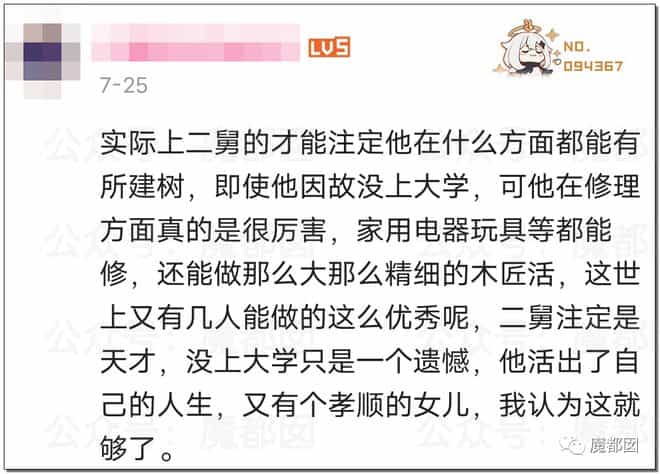 LV5
NO.
094367
7-25
实际上二舅的才能注定他在什么方面都能有
所建树，即使他因故没上大学，可他在修理
方面真的是很厉害，家用电器玩具等都能
修，还能做那么大那么精细的木匠活，这世
上又有几人能做的这么优秀呢，二舅注定是
天才，没上大学只是一个遗憾，他活出了自
己的人生，又有个孝顺的女儿，我认为这就
够了。
魔都囡